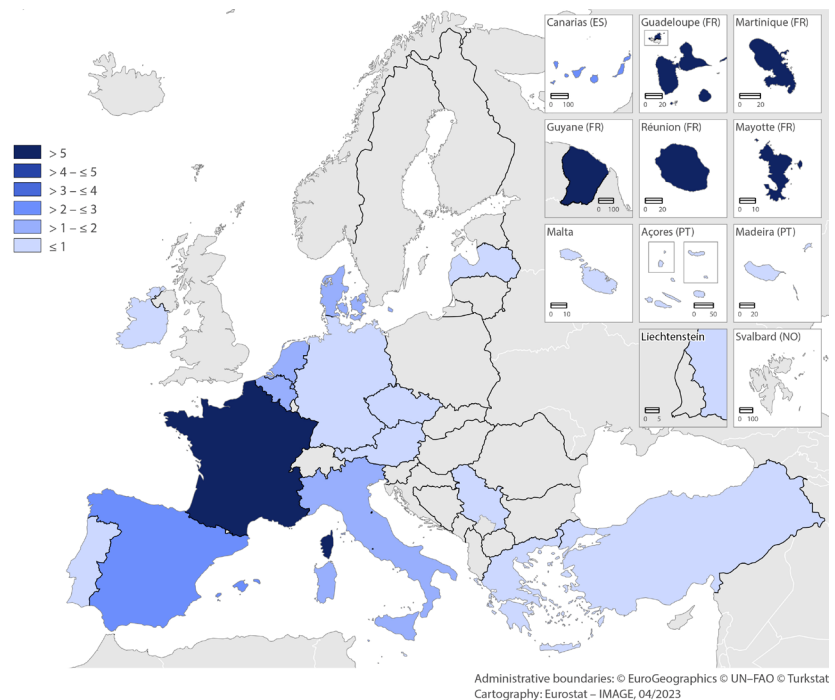 Canarias (ES)
0 100
Guadeloupe (FR)
0 20
Martinique (FR)
0 20
Guyane (FR)
0 100
Réunion (FR)
0 20
Mayotte (FR)
0 10
Malta
0 10
Açores (PT)
0 50
Madeira (PT)
0 20
Liechtenstein
0 5
Svalbard (NO)
0 100
> 5
> 4 – ≤ 5
> 3 – ≤ 4
> 2 – ≤ 3
> 1 – ≤ 2
≤ 1
Administrative boundaries: © EuroGeographics © UN–FAO © Turkstat
Cartography: Eurostat – IMAGE, 04/2023